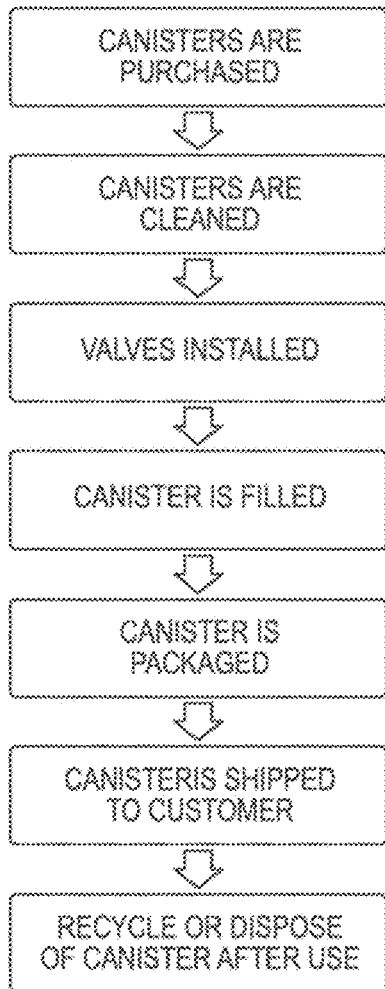 CANISTERS ARE
PURCHASED
CANISTERS ARE
CLEANED
VALVES INSTALLED
CANISTER IS FILLED
CANISTER IS
PACKAGED
CANISTERIS SHIPPED
TO CUSTOMER
RECYCLE OR DISPOSE
OF CANISTER AFTER USE